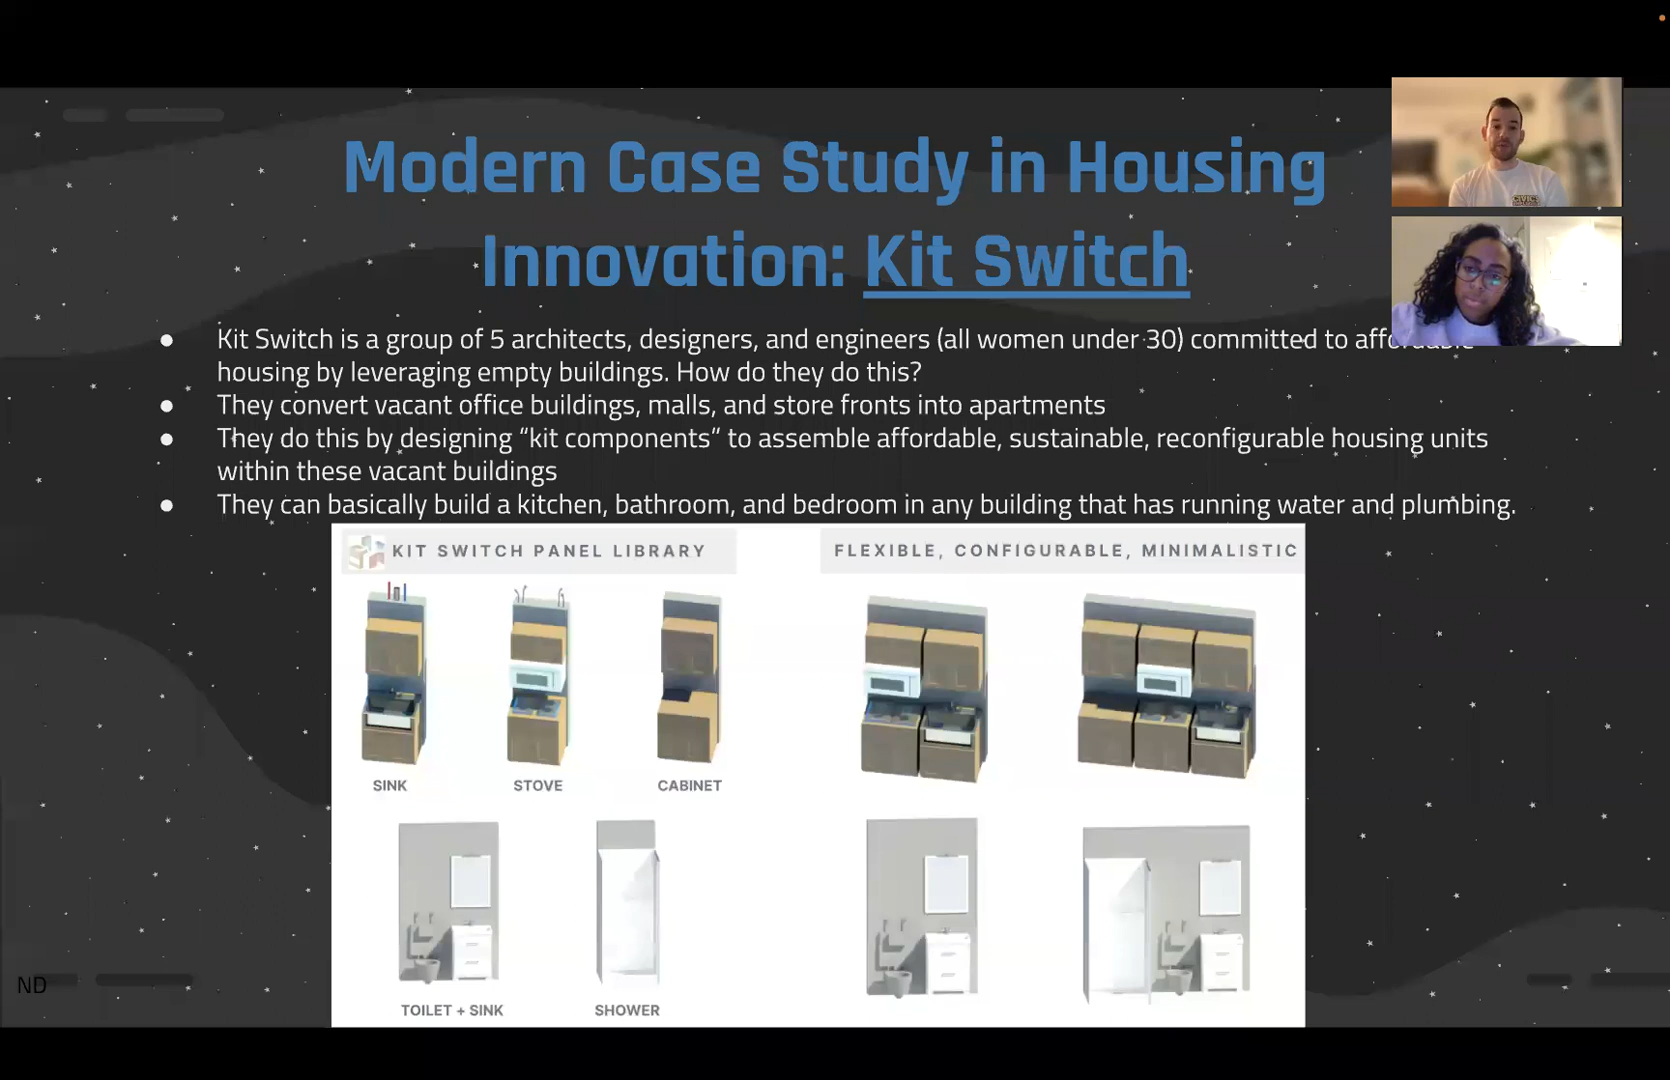 Modern Case Study in Housing
Innovation: Kit Switch
● Kit Switch is a group of 5 architects, designers, and engineers (all women under 30) committed to affordable
housing by leveraging empty buildings. How do they do this?
● They convert vacant office buildings, malls, and store fronts into apartments
● They do this by designing “kit components” to assemble affordable, sustainable, reconfigurable housing units
within these vacant buildings
● They can basically build a kitchen, bathroom, and bedroom in any building that has running water and plumbing.
KIT SWITCH PANEL LIBRARY
FLEXIBLE, CONFIGURABLE, MINIMALISTIC
SINK
STOVE
CABINET
TOILET + SINK
SHOWER
ND
CIVICS